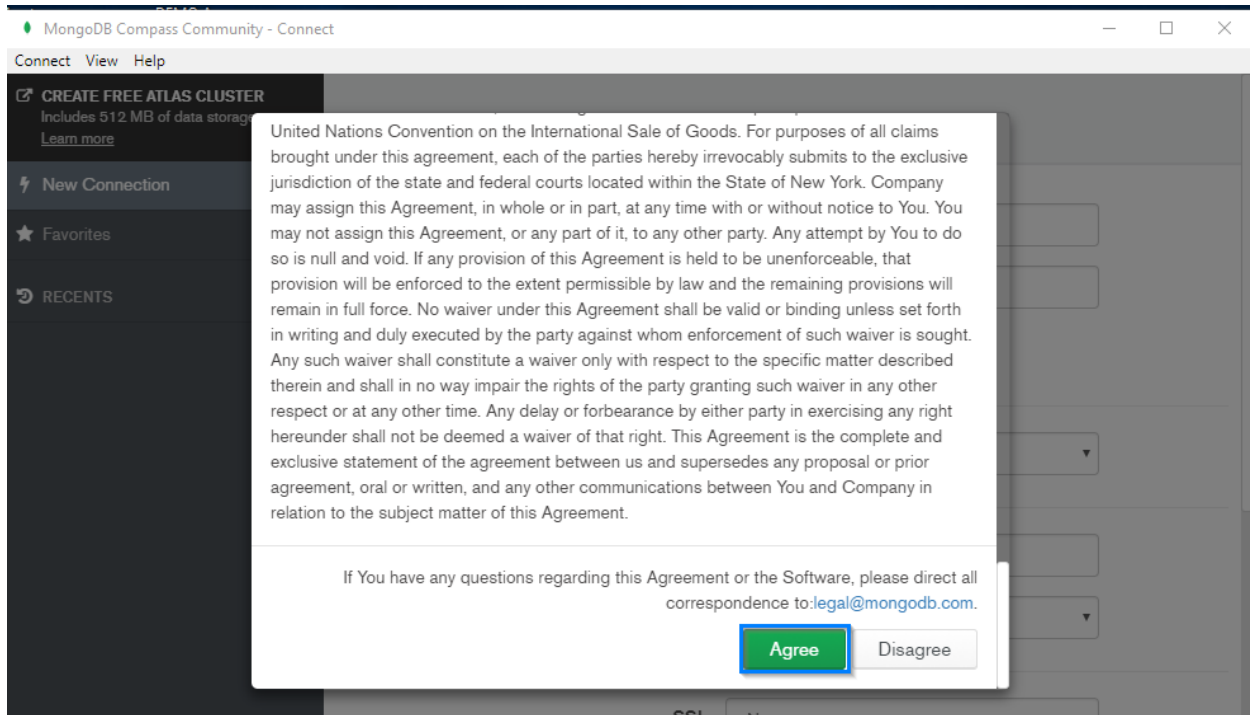 MongoDB Compass Community - Connect
Connect View Help
CREATE FREE ATLAS CLUSTER
Includes 512 MB of data storage
Learn more
New Connection
Favorites
RECENTS
United Nations Convention on the International Sale of Goods. For purposes of all claims
brought under this agreement, each of the parties hereby irrevocably submits to the exclusive
jurisdiction of the state and federal courts located within the State of New York. Company
may assign this Agreement, in whole or in part, at any time with or without notice to You. You
may not assign this Agreement, or any part of it, to any other party. Any attempt by You to do
so is null and void. If any provision of this Agreement is held to be unenforceable, that
provision will be enforced to the extent permissible by law and the remaining provisions will
remain in full force. No waiver under this Agreement shall be valid or binding unless set forth
in writing and duly executed by the party against whom enforcement of such waiver is sought.
Any such waiver shall constitute a waiver only with respect to the specific matter described
therein and shall in no way impair the rights of the party granting such waiver in any other
respect or at any other time. Any delay or forbearance by either party in exercising any right
hereunder shall not be deemed a waiver of that right. This Agreement is the complete and
exclusive statement of the agreement between us and supersedes any proposal or prior
agreement, oral or written, and any other communications between You and Company in
relation to the subject matter of this Agreement.
If You have any questions regarding this Agreement or the Software, please direct all
correspondence to:legal@mongodb.com.
Agree Disagree